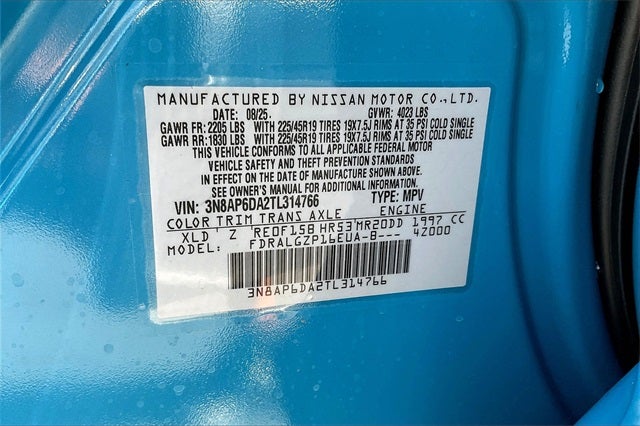 MANUFACTURED BY NISSAN MOTOR CO.,LTD.
DATE: 08/25. GVWR: 4023 LBS
GAWR FR: 2205 LBS WITH 225/45R19 TIRES 19X7.5J RIMS AT 35 PSI COLD SINGLE
GAWR RR: 1830 LBS WITH 225/45R19 TIRES 19X7.5J RIMS AT 35 PSI COLD SINGLE
THIS VEHICLE CONFORMS TO ALL APPLICABLE FEDERAL MOTOR
VEHICLE SAFETY AND THEFT PREVENTION STANDARDS
IN EFFECT ON THE DATE OF MANUFACTURE SHOWN ABOVE.
SEE OWNER'S MANUAL FOR ADDITIONAL INFORMATION.
VIN: 3N8AP6DA2TL314766 TYPE: MPV
COLOR TRIM TRANS AXLE ENGINE
XLD ' Z 'RE0F15B HR53'MR20DD 1997 CC
MODEL: FDRALGZP16EUA-B--- 4Z000
3N8AP6DA2TL314766